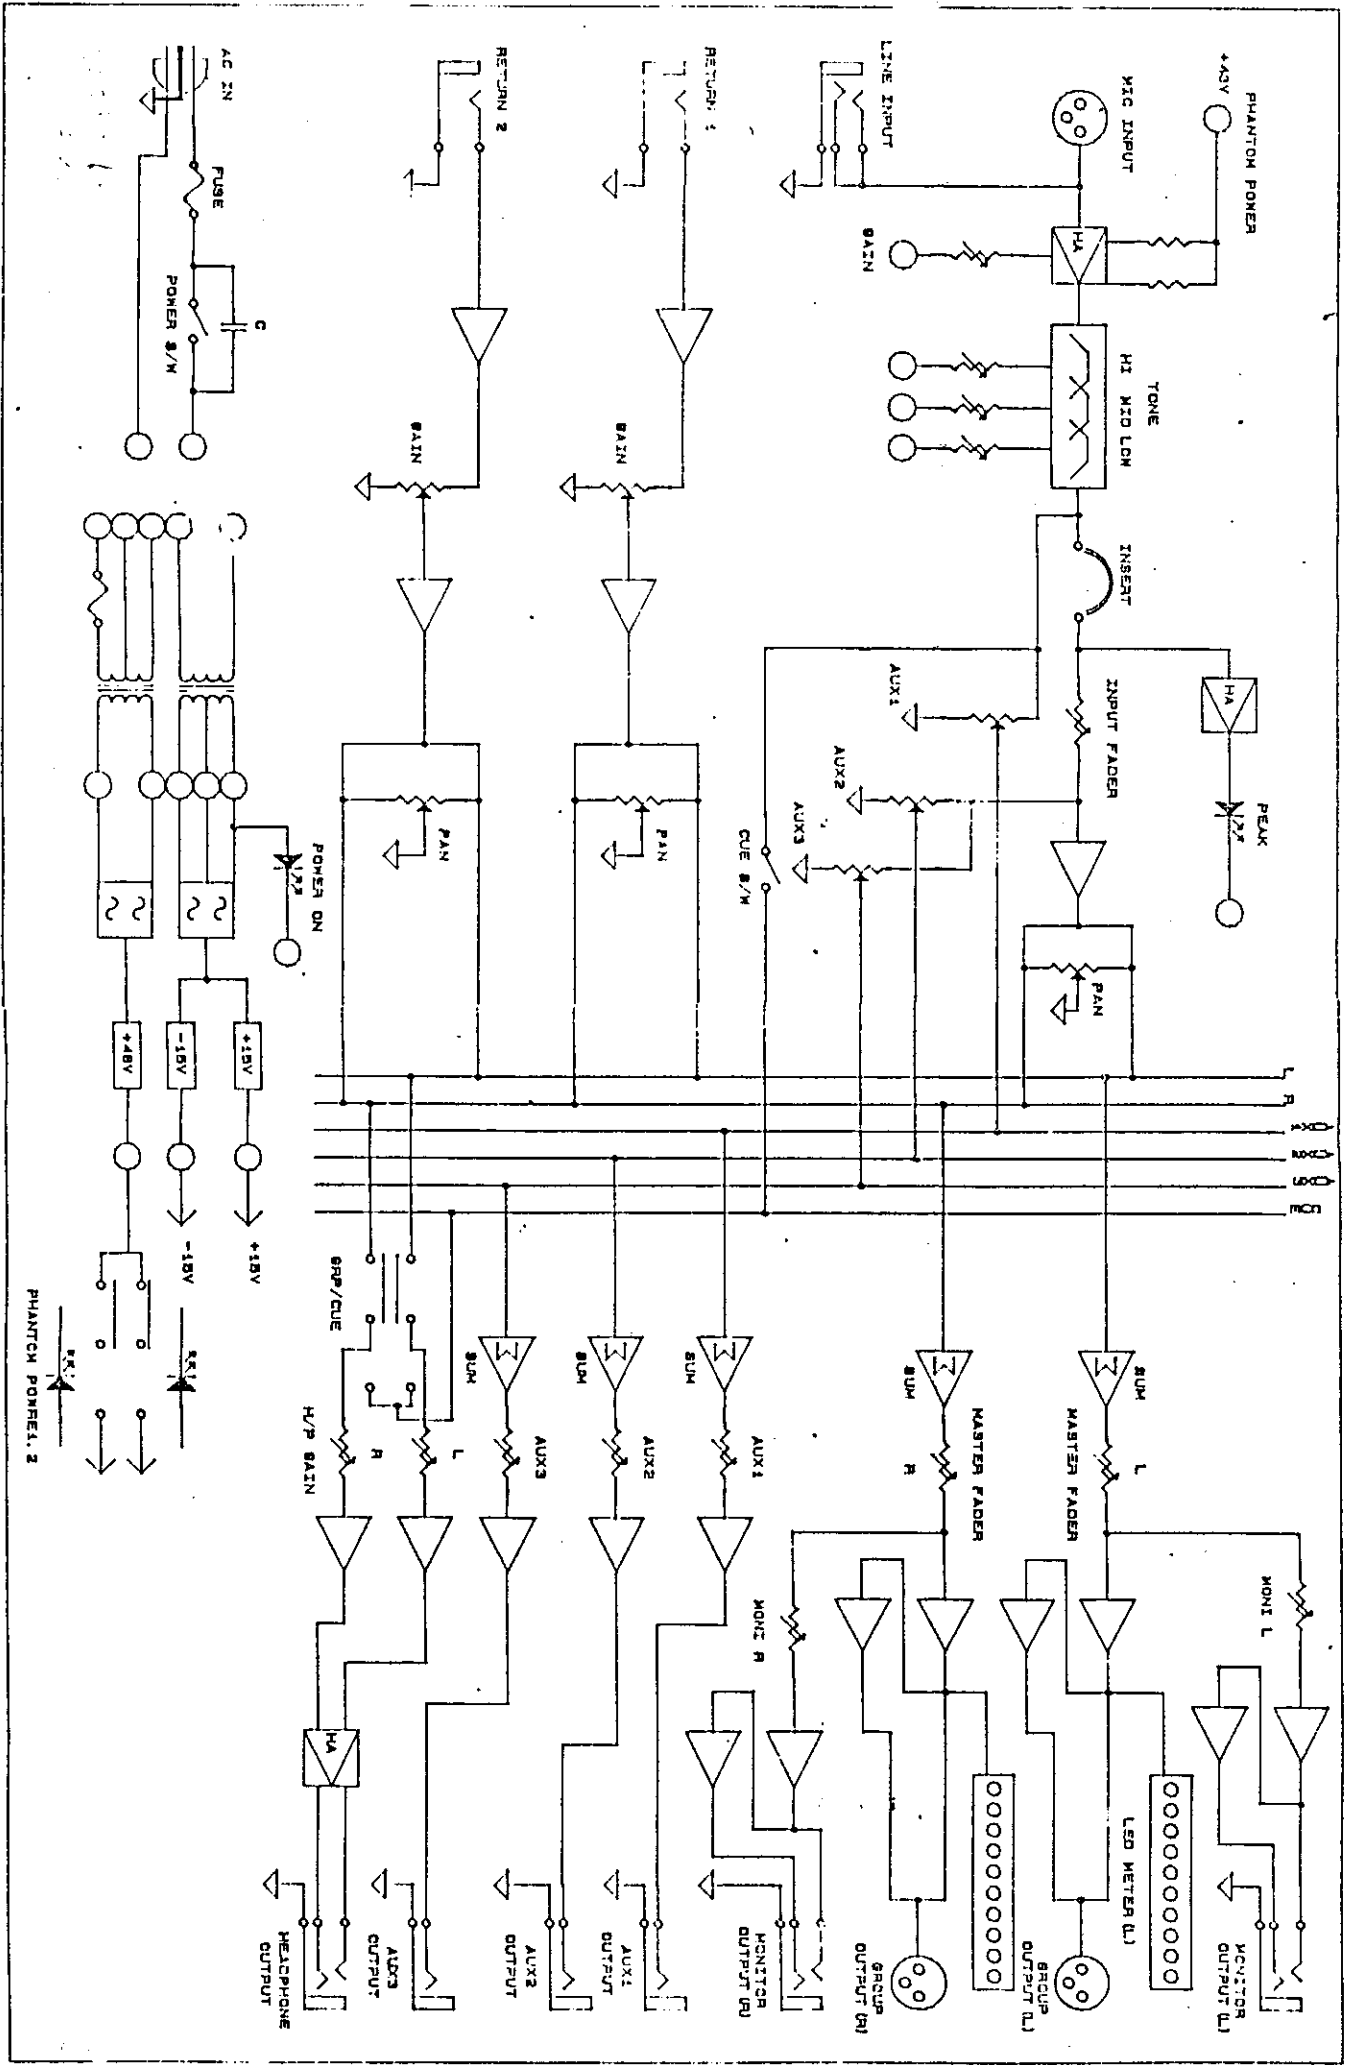 PHANTOM POWER
MIC INPUT
LINE INPUT
RETURN 1
RETURN 2
AC IN
HA
GAIN
TONE
HI MID LOW
INSERT
HA
PEAK
INPUT FADER
AUX1
AUX2
AUX3
CUE S/W
PAN
GAIN
PAN
GAIN
PAN
FUSE
POWER S/W
C
POWER ON
+15V
-15V
+48V
+15V
-15V
PHANTOM POWRE1.2
L
R
AUX1
AUX2
AUX3
CUE
SUM
L
MASTER FADER
SUM
R
MASTER FADER
SUM
AUX1
SUM
AUX2
SUM
AUX3
GRP/CUE
L
R
H/P GAIN
HA
MONI L
MONI R
LED METER(L)
MONITOR
OUTPUT (L)
GROUP
OUTPUT (L)
GROUP
OUTPUT (R)
MONITOR
OUTPUT (R)
AUX1
OUTPUT
AUX2
OUTPUT
AUX3
OUTPUT
HEADPHONE
OUTPUT